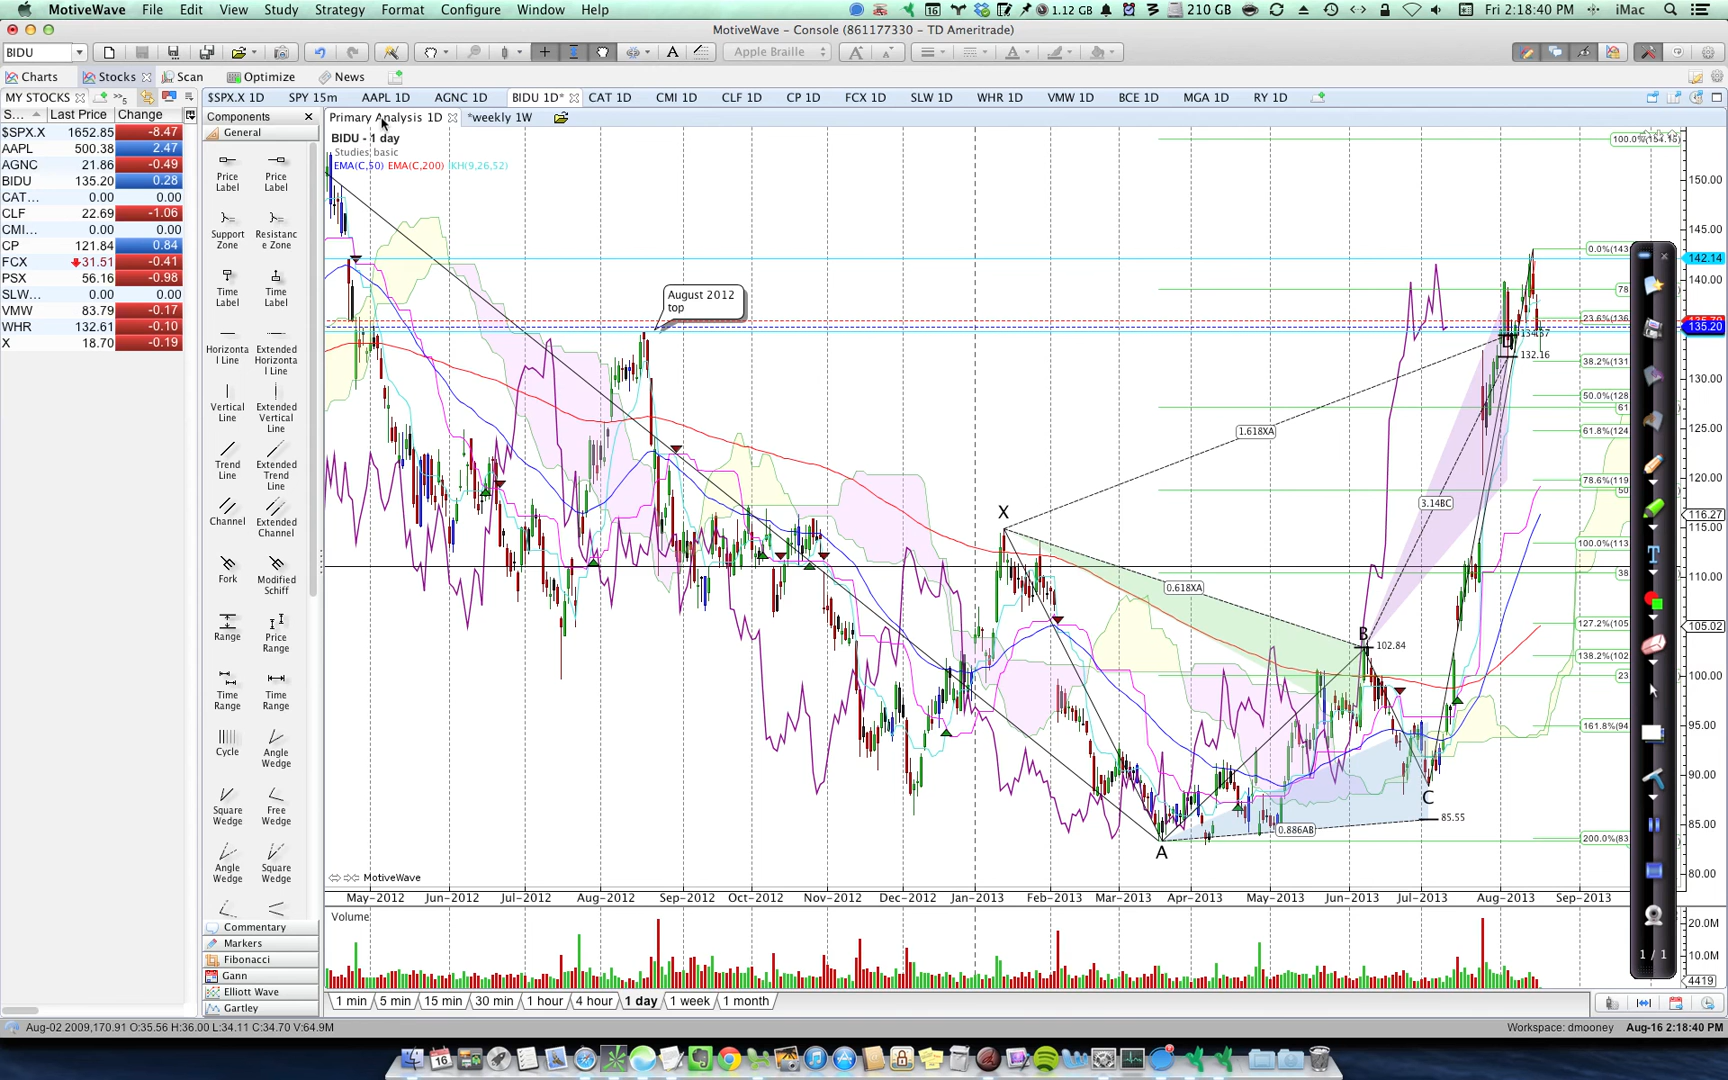 MotiveWave File Edit View Study Strategy Format Configure Window Help
1.12 GB 210 GB Fri 2:18:40 PM iMac
MotiveWave - Console (861177330 - TD Ameritrade)
BIDU
Apple Braille
Charts Stocks Scan Optimize News
MY STOCKS
$SPX.X 1D SPY 15m AAPL 1D AGNC 1D BIDU 1D* CAT 1D CMI 1D CLF 1D CP 1D FCX 1D SLW 1D WHR 1D VMW 1D BCE 1D MGA 1D RY 1D
S... Last Price Change
$SPX.X 1652.85 -8.47
AAPL 500.38 2.47
AGNC 21.86 -0.49
BIDU 135.20 0.28
CAT... 0.00 0.00
CLF 22.69 -1.06
CMI... 0.00 0.00
CP 121.84 0.84
FCX 31.51 -0.41
PSX 56.16 -0.98
SLW... 0.00 0.00
VMW 83.79 -0.17
WHR 132.61 -0.10
X 18.70 -0.19
Components
General
Price Label
Price Label
Support Zone
Resistanc e Zone
Time Label
Time Label
Horizonta l Line
Extended Horizonta l Line
Vertical Line
Extended Vertical Line
Trend Line
Extended Trend Line
Channel
Extended Channel
Fork
Modified Schiff
Range
Price Range
Time Range
Time Range
Cycle
Angle Wedge
Square Wedge
Free Wedge
Angle Wedge
Square Wedge
Commentary
Markers
Fibonacci
Gann
Elliott Wave
Gartley
Primary Analysis 1D *weekly 1W
BIDU - 1 day
Studies: basic
EMA(C,50) EMA(C,200) IKH(9,26,52)
August 2012
top
X
A
B
C
1.618XA
0.618XA
3.14BC
0.886AB
102.84
85.55
132.16
0.0%(143
78
23.6%(136
38.2%(131
50.0%(128
61
61.8%(124
78.6%(119
50
100.0%(113
38
127.2%(105
138.2%(102
23
161.8%(94
200.0%(83
150.00
145.00
142.14
140.00
135.20
130.00
125.00
120.00
116.27
115.00
110.00
105.02
100.00
95.00
90.00
85.00
80.00
1 / 1
MotiveWave
May-2012 Jun-2012 Jul-2012 Aug-2012 Sep-2012 Oct-2012 Nov-2012 Dec-2012 Jan-2013 Feb-2013 Mar-2013 Apr-2013 May-2013 Jun-2013 Jul-2013 Aug-2013 Sep-2013
Volume
20.0M
10.0M
4419
1 min 5 min 15 min 30 min 1 hour 4 hour 1 day 1 week 1 month
Aug-02 2009,170.91 O:35.56 H:36.00 L:34.11 C:34.70 V:64.9M
Workspace: dmooney Aug-16 2:18:40 PM